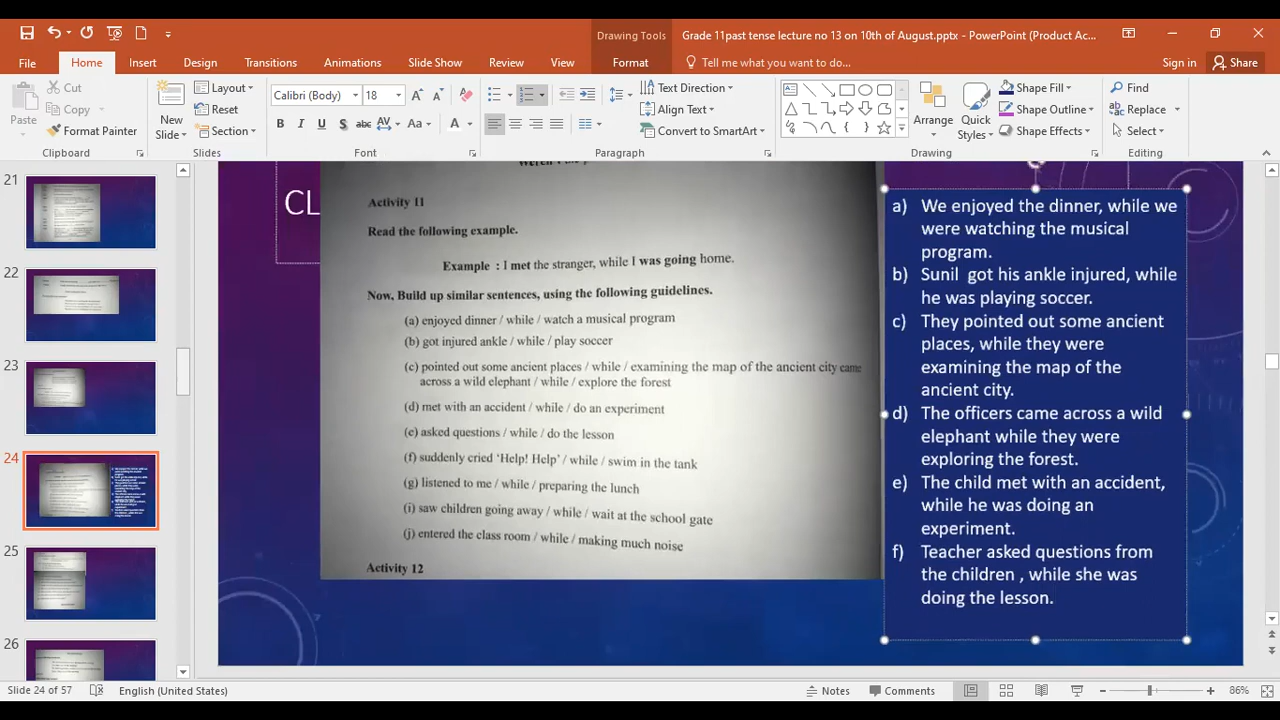 Drawing Tools
Grade 11past tense lecture no 13 on 10th of August.pptx - PowerPoint (Product Ac...
File
Home
Insert
Design
Transitions
Animations
Slide Show
Review
View
Format
Tell me what you want to do...
Sign in
Share
Paste
Cut
Copy
Format Painter
Clipboard
New Slide
Layout
Reset
Section
Slides
Calibri (Body)
18
B I U S abc AV Aa A
Font
Text Direction
Align Text
Convert to SmartArt
Paragraph
Arrange
Quick Styles
Shape Fill
Shape Outline
Shape Effects
Drawing
Find
Replace
Select
Editing
21
22
23
24
25
26
CL
Activity 11
Read the following example.
Example : I met the stranger, while I was going home.
Now, Build up similar sentences, using the following guidelines.
(a) enjoyed dinner / while / watch a musical program
(b) got injured ankle / while / play soccer
(c) pointed out some ancient places / while / examining the map of the ancient city came
across a wild elephant / while / explore the forest
(d) met with an accident / while / do an experiment
(e) asked questions / while / do the lesson
(f) suddenly cried ‘Help! Help’ / while / swim in the tank
(g) listened to me / while / preparing the lunch
(i) saw children going away / while / wait at the school gate
(j) entered the class room / while / making much noise
Activity 12
a) We enjoyed the dinner, while we
were watching the musical
program.
b) Sunil got his ankle injured, while
he was playing soccer.
c) They pointed out some ancient
places, while they were
examining the map of the
ancient city.
d) The officers came across a wild
elephant while they were
exploring the forest.
e) The child met with an accident,
while he was doing an
experiment.
f) Teacher asked questions from
the children , while she was
doing the lesson.
Slide 24 of 57
English (United States)
Notes
Comments
86%